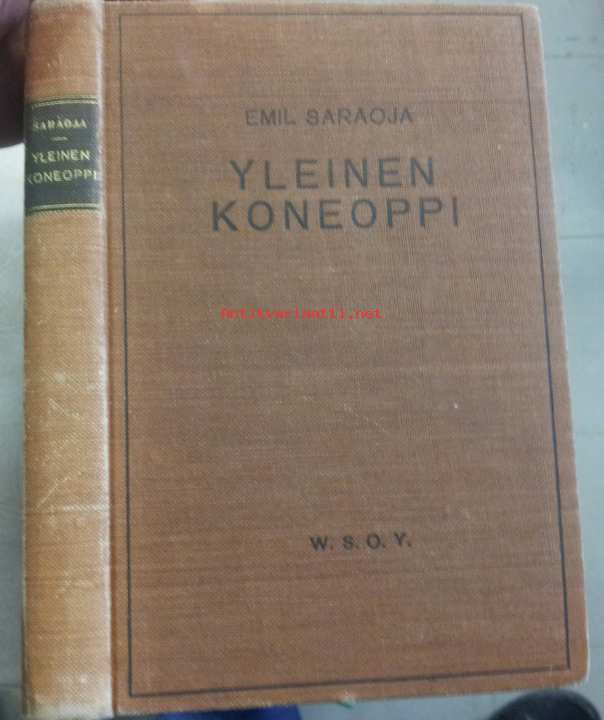 SARAOJA
YLEINEN
KONEOPPI
EMIL SARAOJA
YLEINEN
KONEOPPI
Antikvariaatti.net
W. S. O. Y.